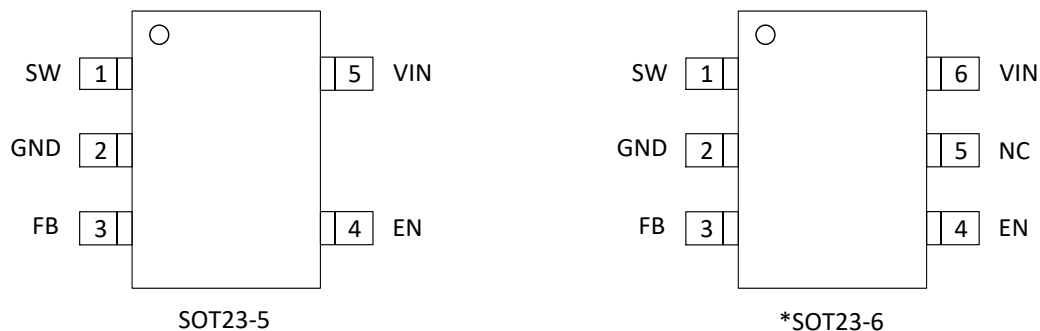 SW 1 5 VIN
GND 2
FB 3 4 EN
SOT23-5
SW 1 6 VIN
GND 2 5 NC
FB 3 4 EN
*SOT23-6